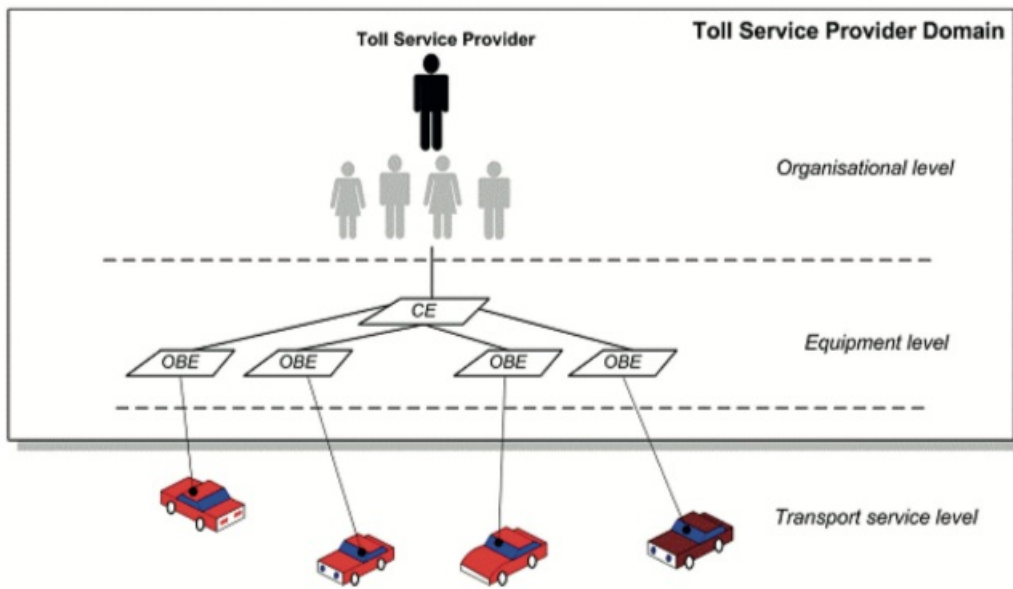 Toll Service Provider Domain
Toll Service Provider
Organisational level
CE
Equipment level
OBE OBE OBE OBE
Transport service level